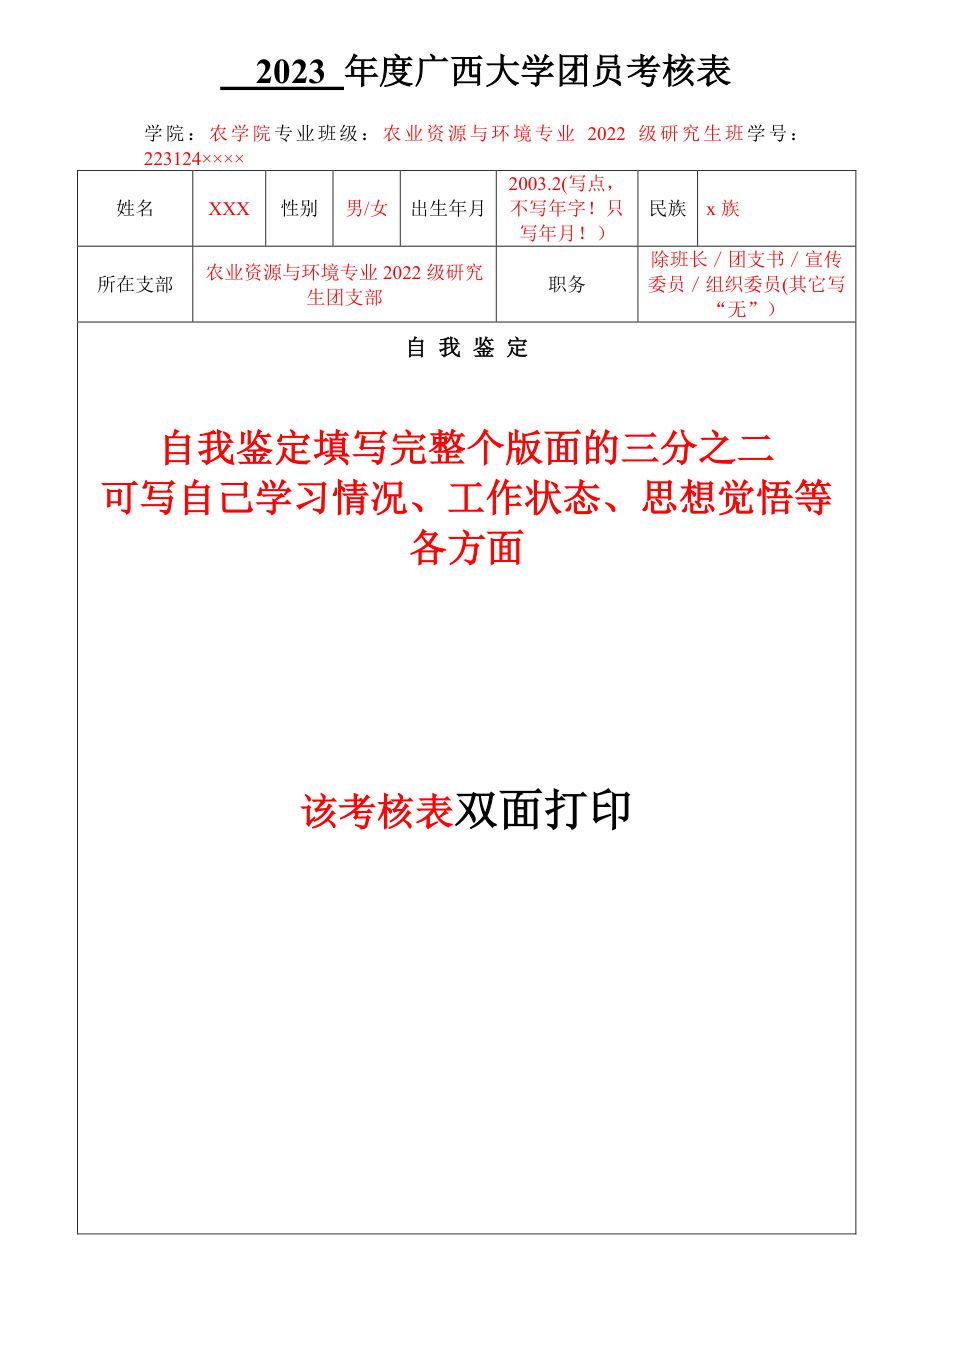 2023 年度广西大学团员考核表
学院：农学院专业班级：农业资源与环境专业 2022 级研究生班学号：
223124××××
姓名 XXX 性别 男/女 出生年月 2003.2(写点，不写年字！只写年月！） 民族 x 族
所在支部 农业资源与环境专业 2022 级研究生团支部 职务 除班长 / 团支书 / 宣传委员 / 组织委员(其它写“无”）
自 我 鉴 定
自我鉴定填写完整个版面的三分之二
可写自己学习情况、工作状态、思想觉悟等
各方面
该考核表双面打印